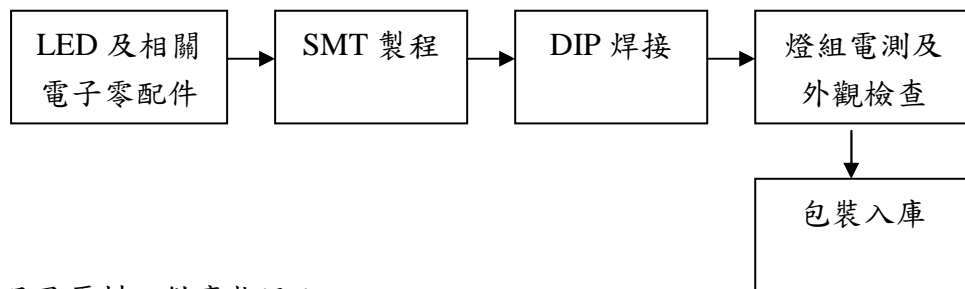 LED 及相關
電子零配件
SMT 製程
DIP 焊接
燈組電測及
外觀檢查
包裝入庫